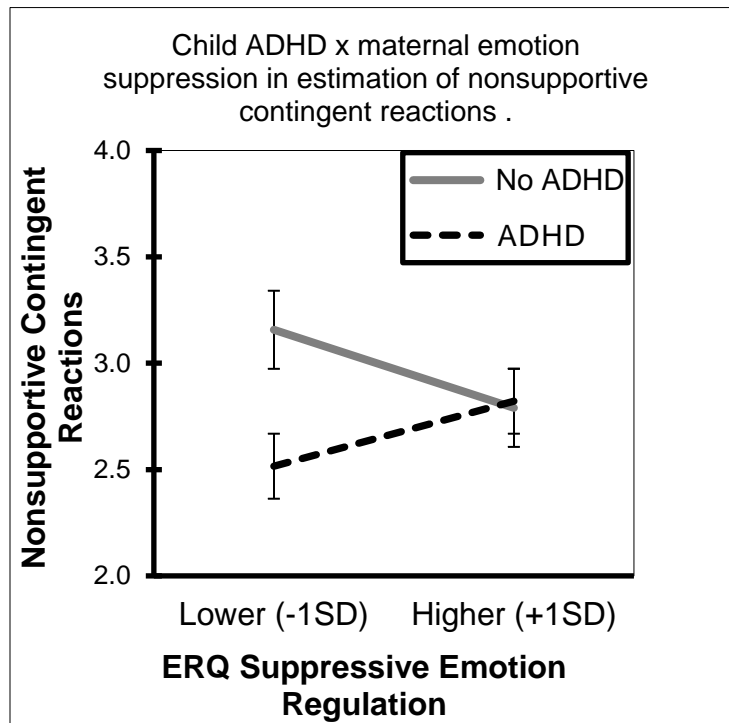 Child ADHD x maternal emotion
suppression in estimation of nonsupportive
contingent reactions .
4.0
No ADHD
ADHD
3.5
3.0
2.5
2.0
Nonsupportive Contingent
Reactions
Lower (-1SD)
Higher (+1SD)
ERQ Suppressive Emotion
Regulation